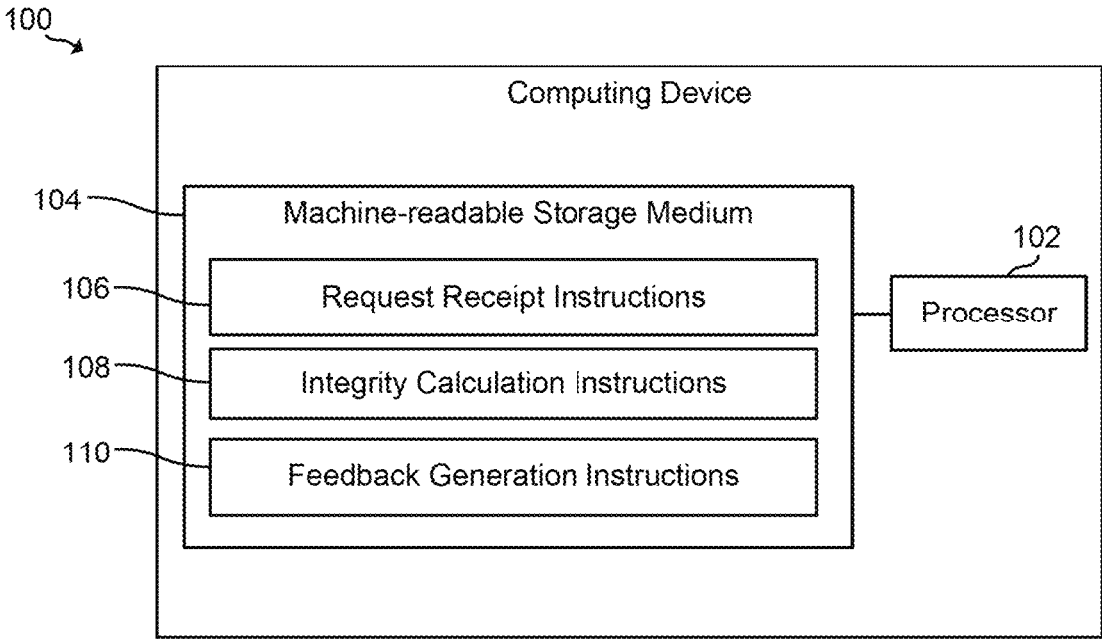 100
Computing Device
104
Machine-readable Storage Medium
102
106
Request Receipt Instructions
Processor
108
Integrity Calculation Instructions
110
Feedback Generation Instructions